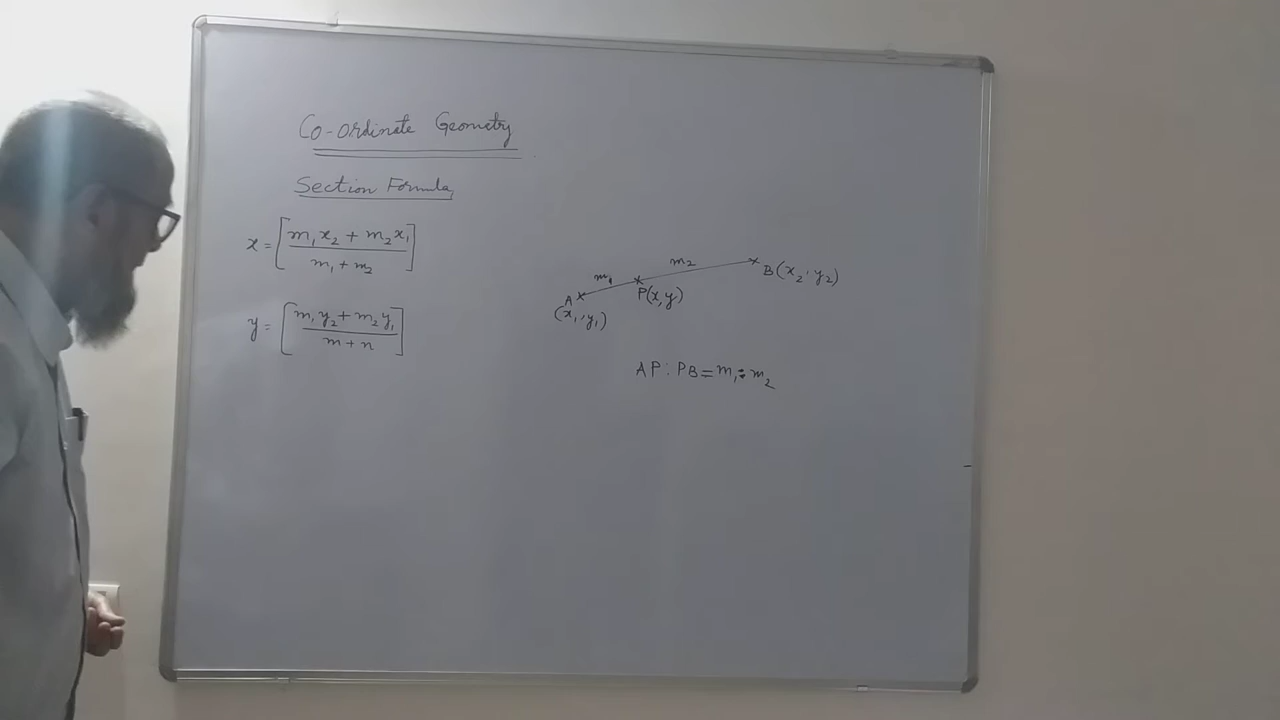 Co-ordinate Geometry
Section Formula,
x = [ m₁x₂ + m₂x₁ / m₁ + m₂ ]
y = [ m₁y₂ + m₂y₁ / m + n ]
m₁ m₂
A (x₁, y₁)
P(x, y)
B(x₂, y₂)
AP : PB = m₁ : m₂